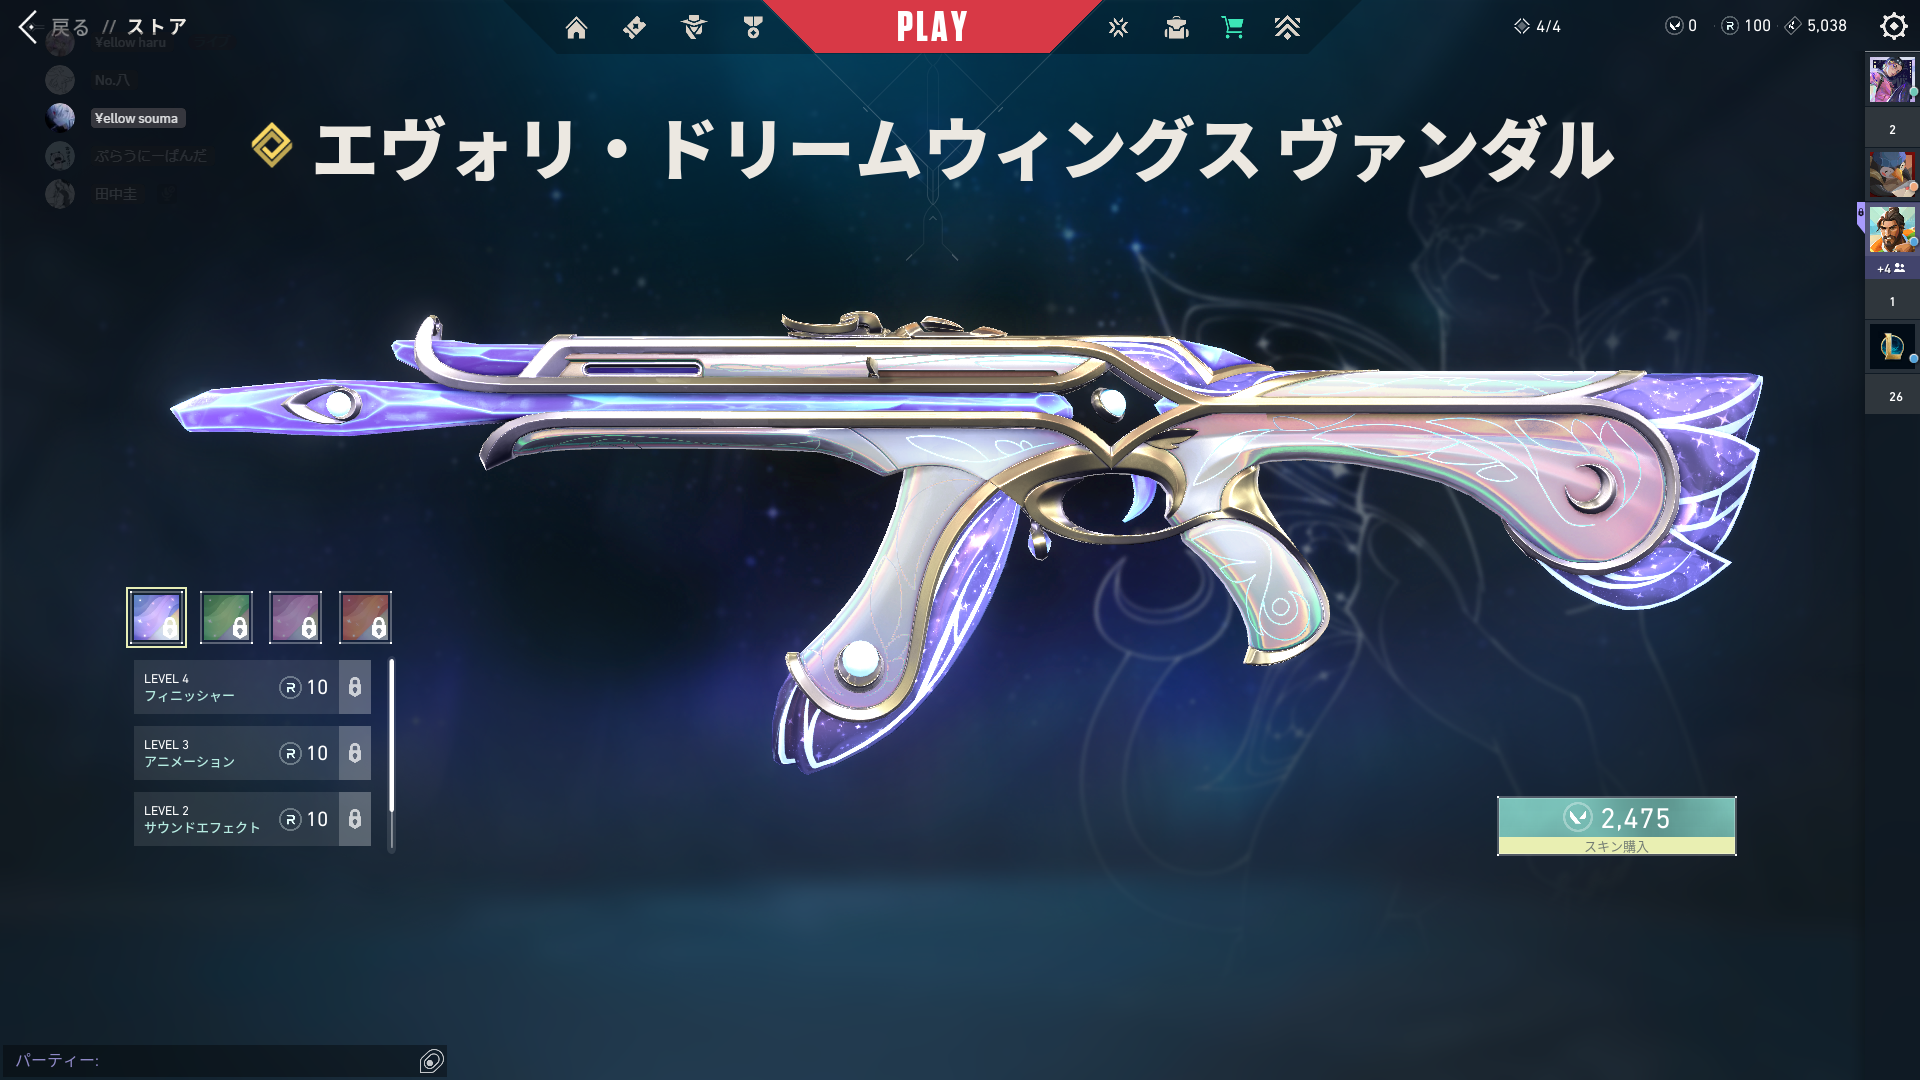 戻る // ストア
PLAY
4/4
0
100
5,038
¥ellow haru
No.八
¥ellow souma
ぷらうにーぱんだ
田中圭
エヴォリ・ドリームウィングス ヴァンダル
2
+4
1
26
LEVEL 4
フィニッシャー
R 10
LEVEL 3
アニメーション
R 10
LEVEL 2
サウンドエフェクト
R 10
2,475
スキン購入
パーティー: